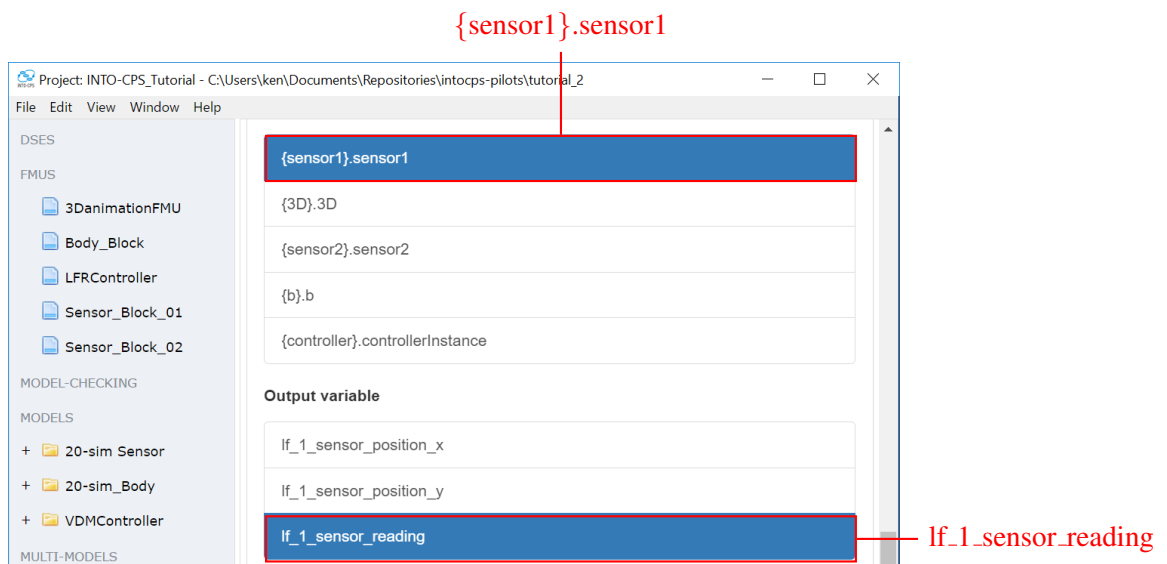 {sensor1}.sensor1
INTO-CPS Project: INTO-CPS_Tutorial - C:\Users\ken\Documents\Repositories\intocps-pilots\tutorial_2
File Edit View Window Help
DSES
FMUS
3DanimationFMU
Body_Block
LFRController
Sensor_Block_01
Sensor_Block_02
MODEL-CHECKING
MODELS
+ 20-sim Sensor
+ 20-sim_Body
+ VDMController
MULTI-MODELS
{sensor1}.sensor1
{3D}.3D
{sensor2}.sensor2
{b}.b
{controller}.controllerInstance
Output variable
lf_1_sensor_position_x
lf_1_sensor_position_y
lf_1_sensor_reading
lf_1_sensor_reading